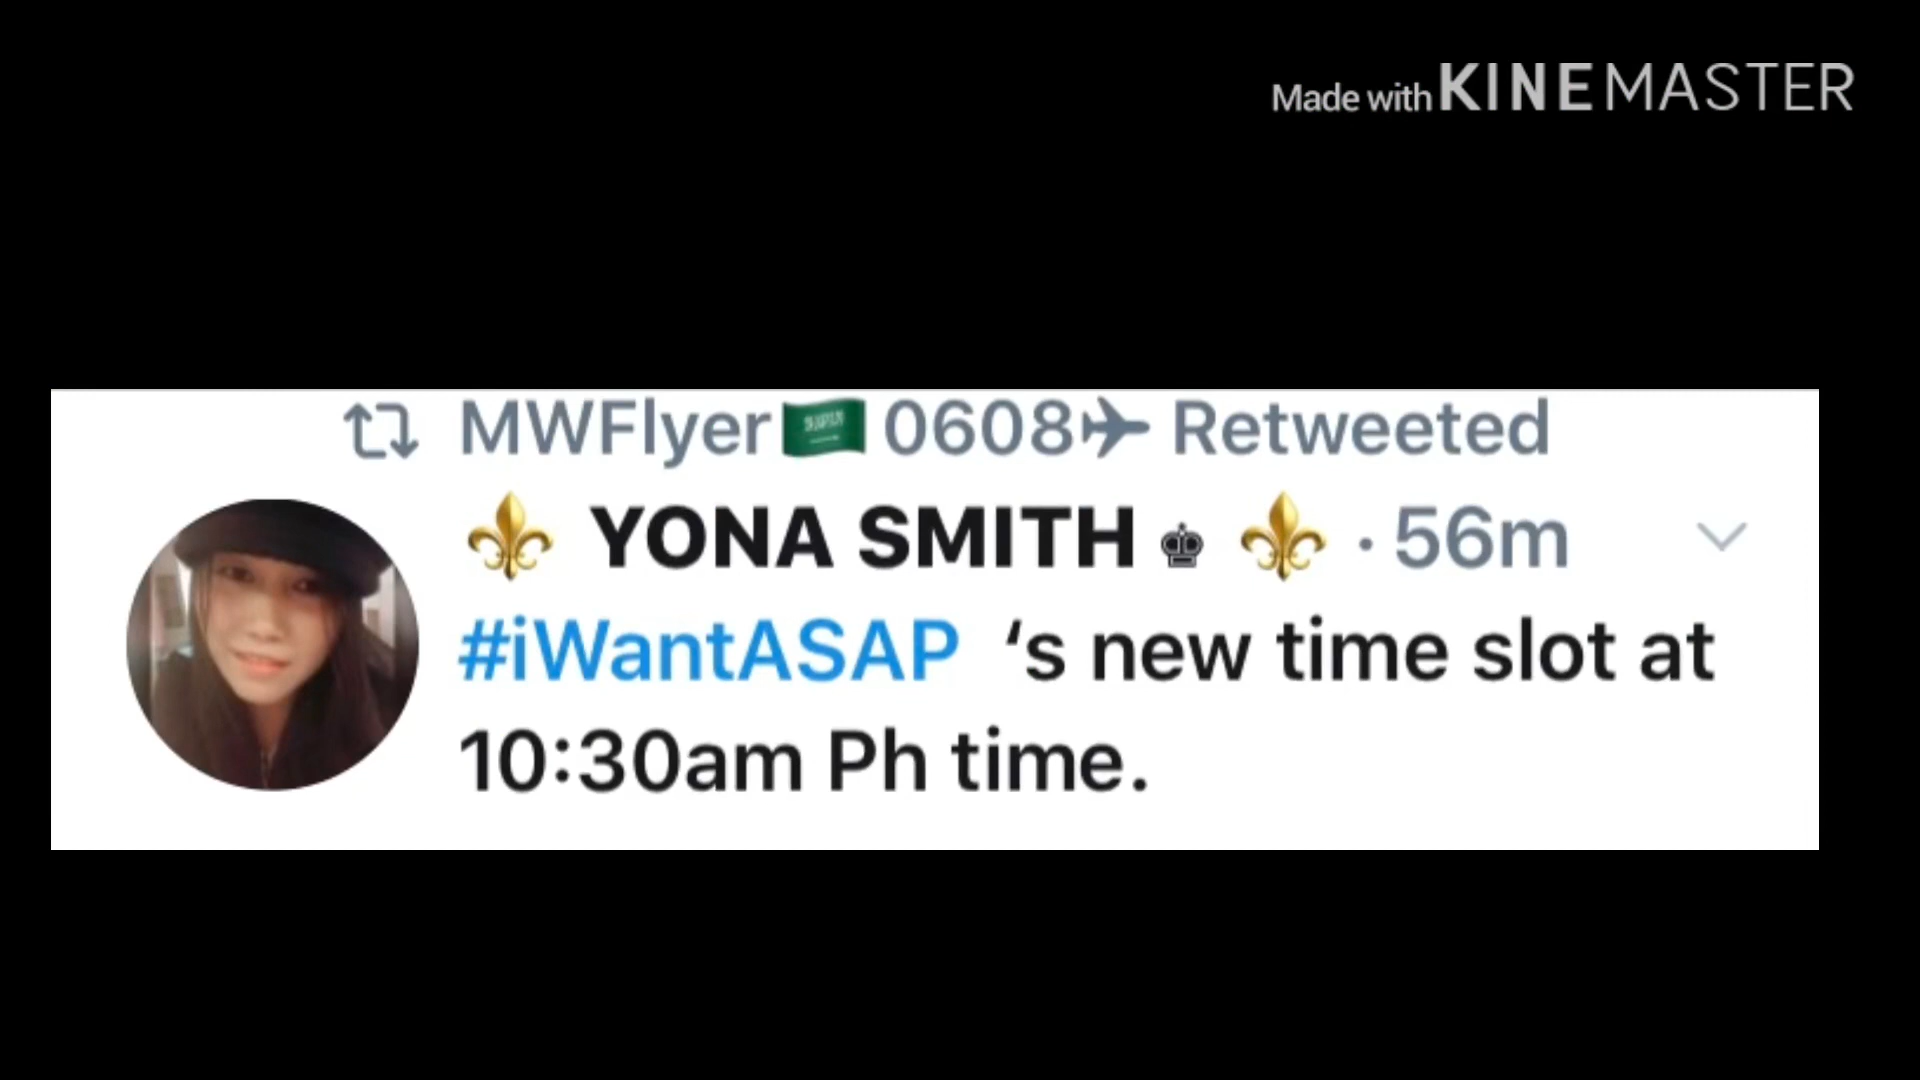 Made with KINEMASTER
MWFlyer🇸🇦0608✈ Retweeted
⚜ YONA SMITH ♚ ⚜ · 56m
#iWantASAP ‘s new time slot at
10:30am Ph time.